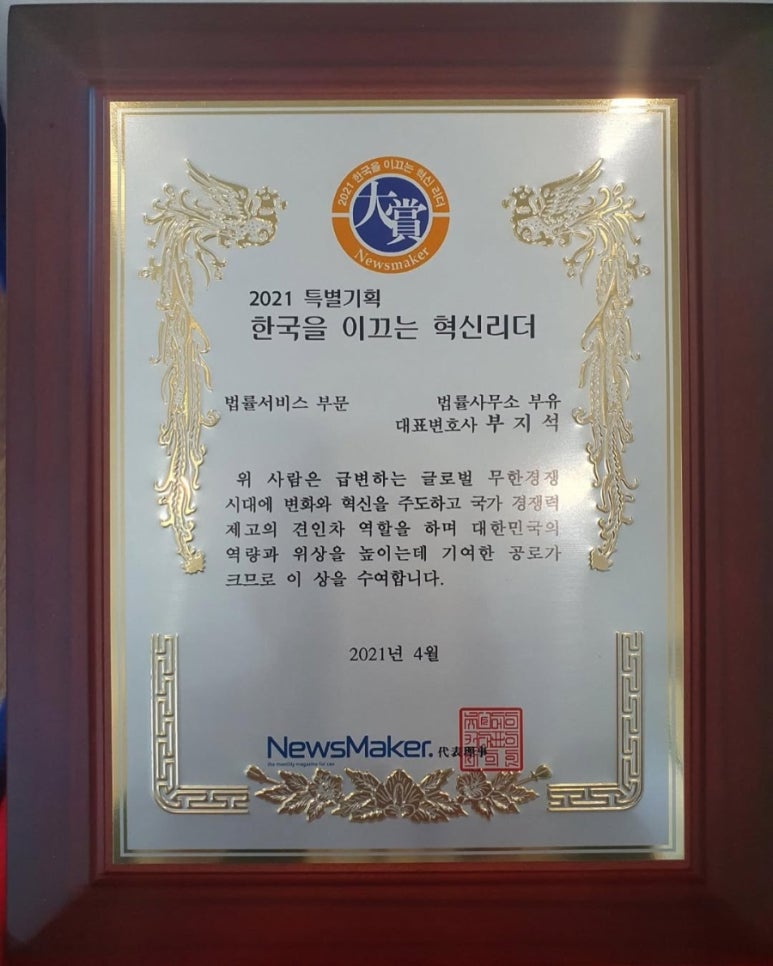 2021 한국을 이끄는 혁신 리더
大賞
Newsmaker
2021 특별기획
한국을 이끄는 혁신리더
법률서비스 부문 법률사무소 부유
대표변호사 부 지 석
위 사람은 급변하는 글로벌 무한경쟁
시대에 변화와 혁신을 주도하고 국가 경쟁력
제고의 견인차 역할을 하며 대한민국의
역량과 위상을 높이는데 기여한 공로가
크므로 이 상을 수여합니다.
2021년 4월
NewsMaker. 代表理事
the monthly magazine for ceo